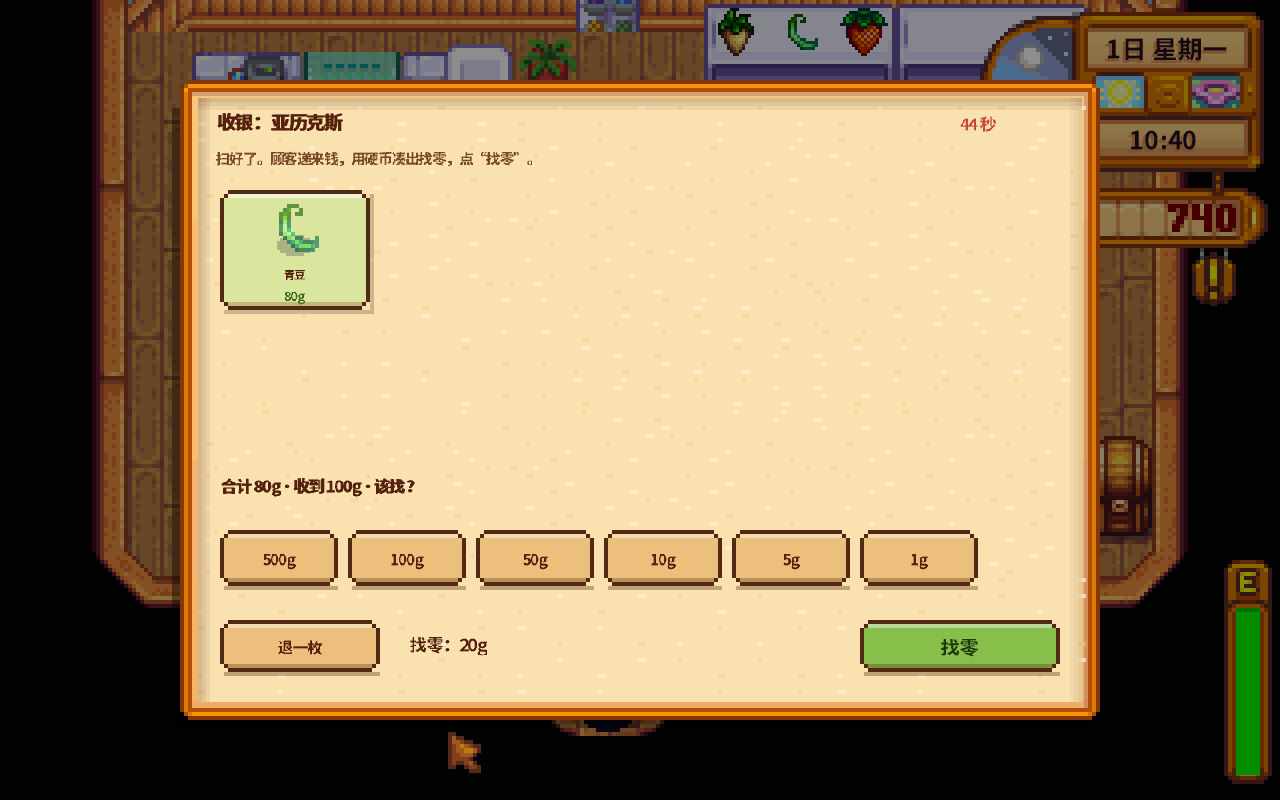 收银：亚历克斯
44秒
扫好了。顾客递来钱，用硬币凑出找零，点“找零”。
青豆
80g
合计80g·收到100g·该找？
500g
100g
50g
10g
5g
1g
退一枚
找零：20g
找零
1日 星期一
10:40
740
E